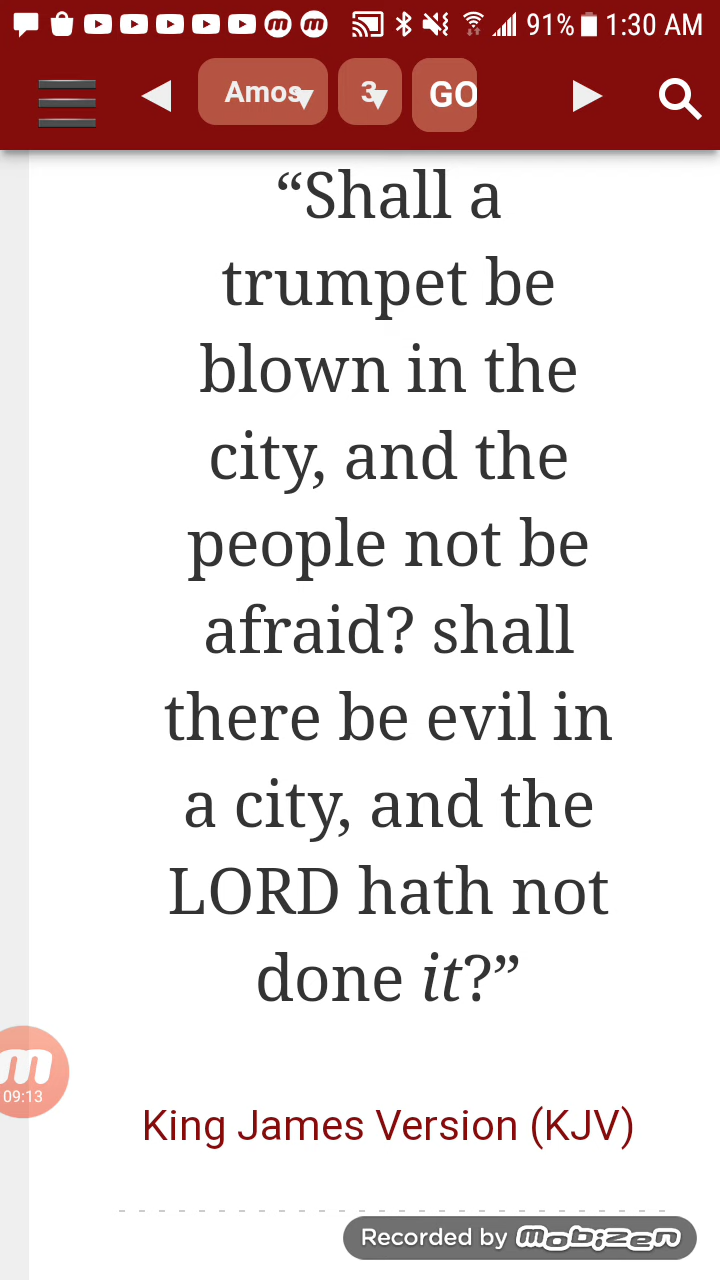 91% 1:30 AM
Amos 3 GO
“Shall a
trumpet be
blown in the
city, and the
people not be
afraid? shall
there be evil in
a city, and the
LORD hath not
done it?”
m
09:13
King James Version (KJV)
Recorded by mobizen